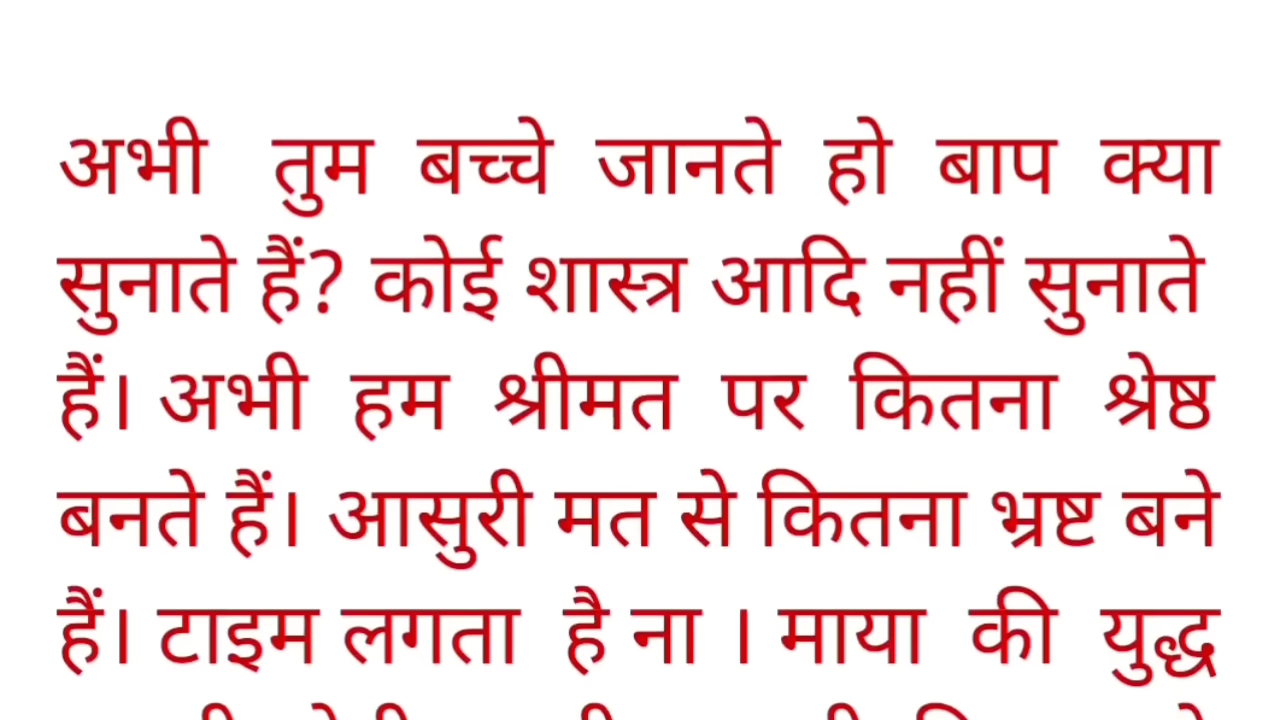 अभी तुम बच्चे जानते हो बाप क्या
सुनाते हैं? कोई शास्त्र आदि नहीं सुनाते
हैं। अभी हम श्रीमत पर कितना श्रेष्ठ
बनते हैं। आसुरी मत से कितना भ्रष्ट बने
हैं। टाइम लगता है ना । माया की युद्ध